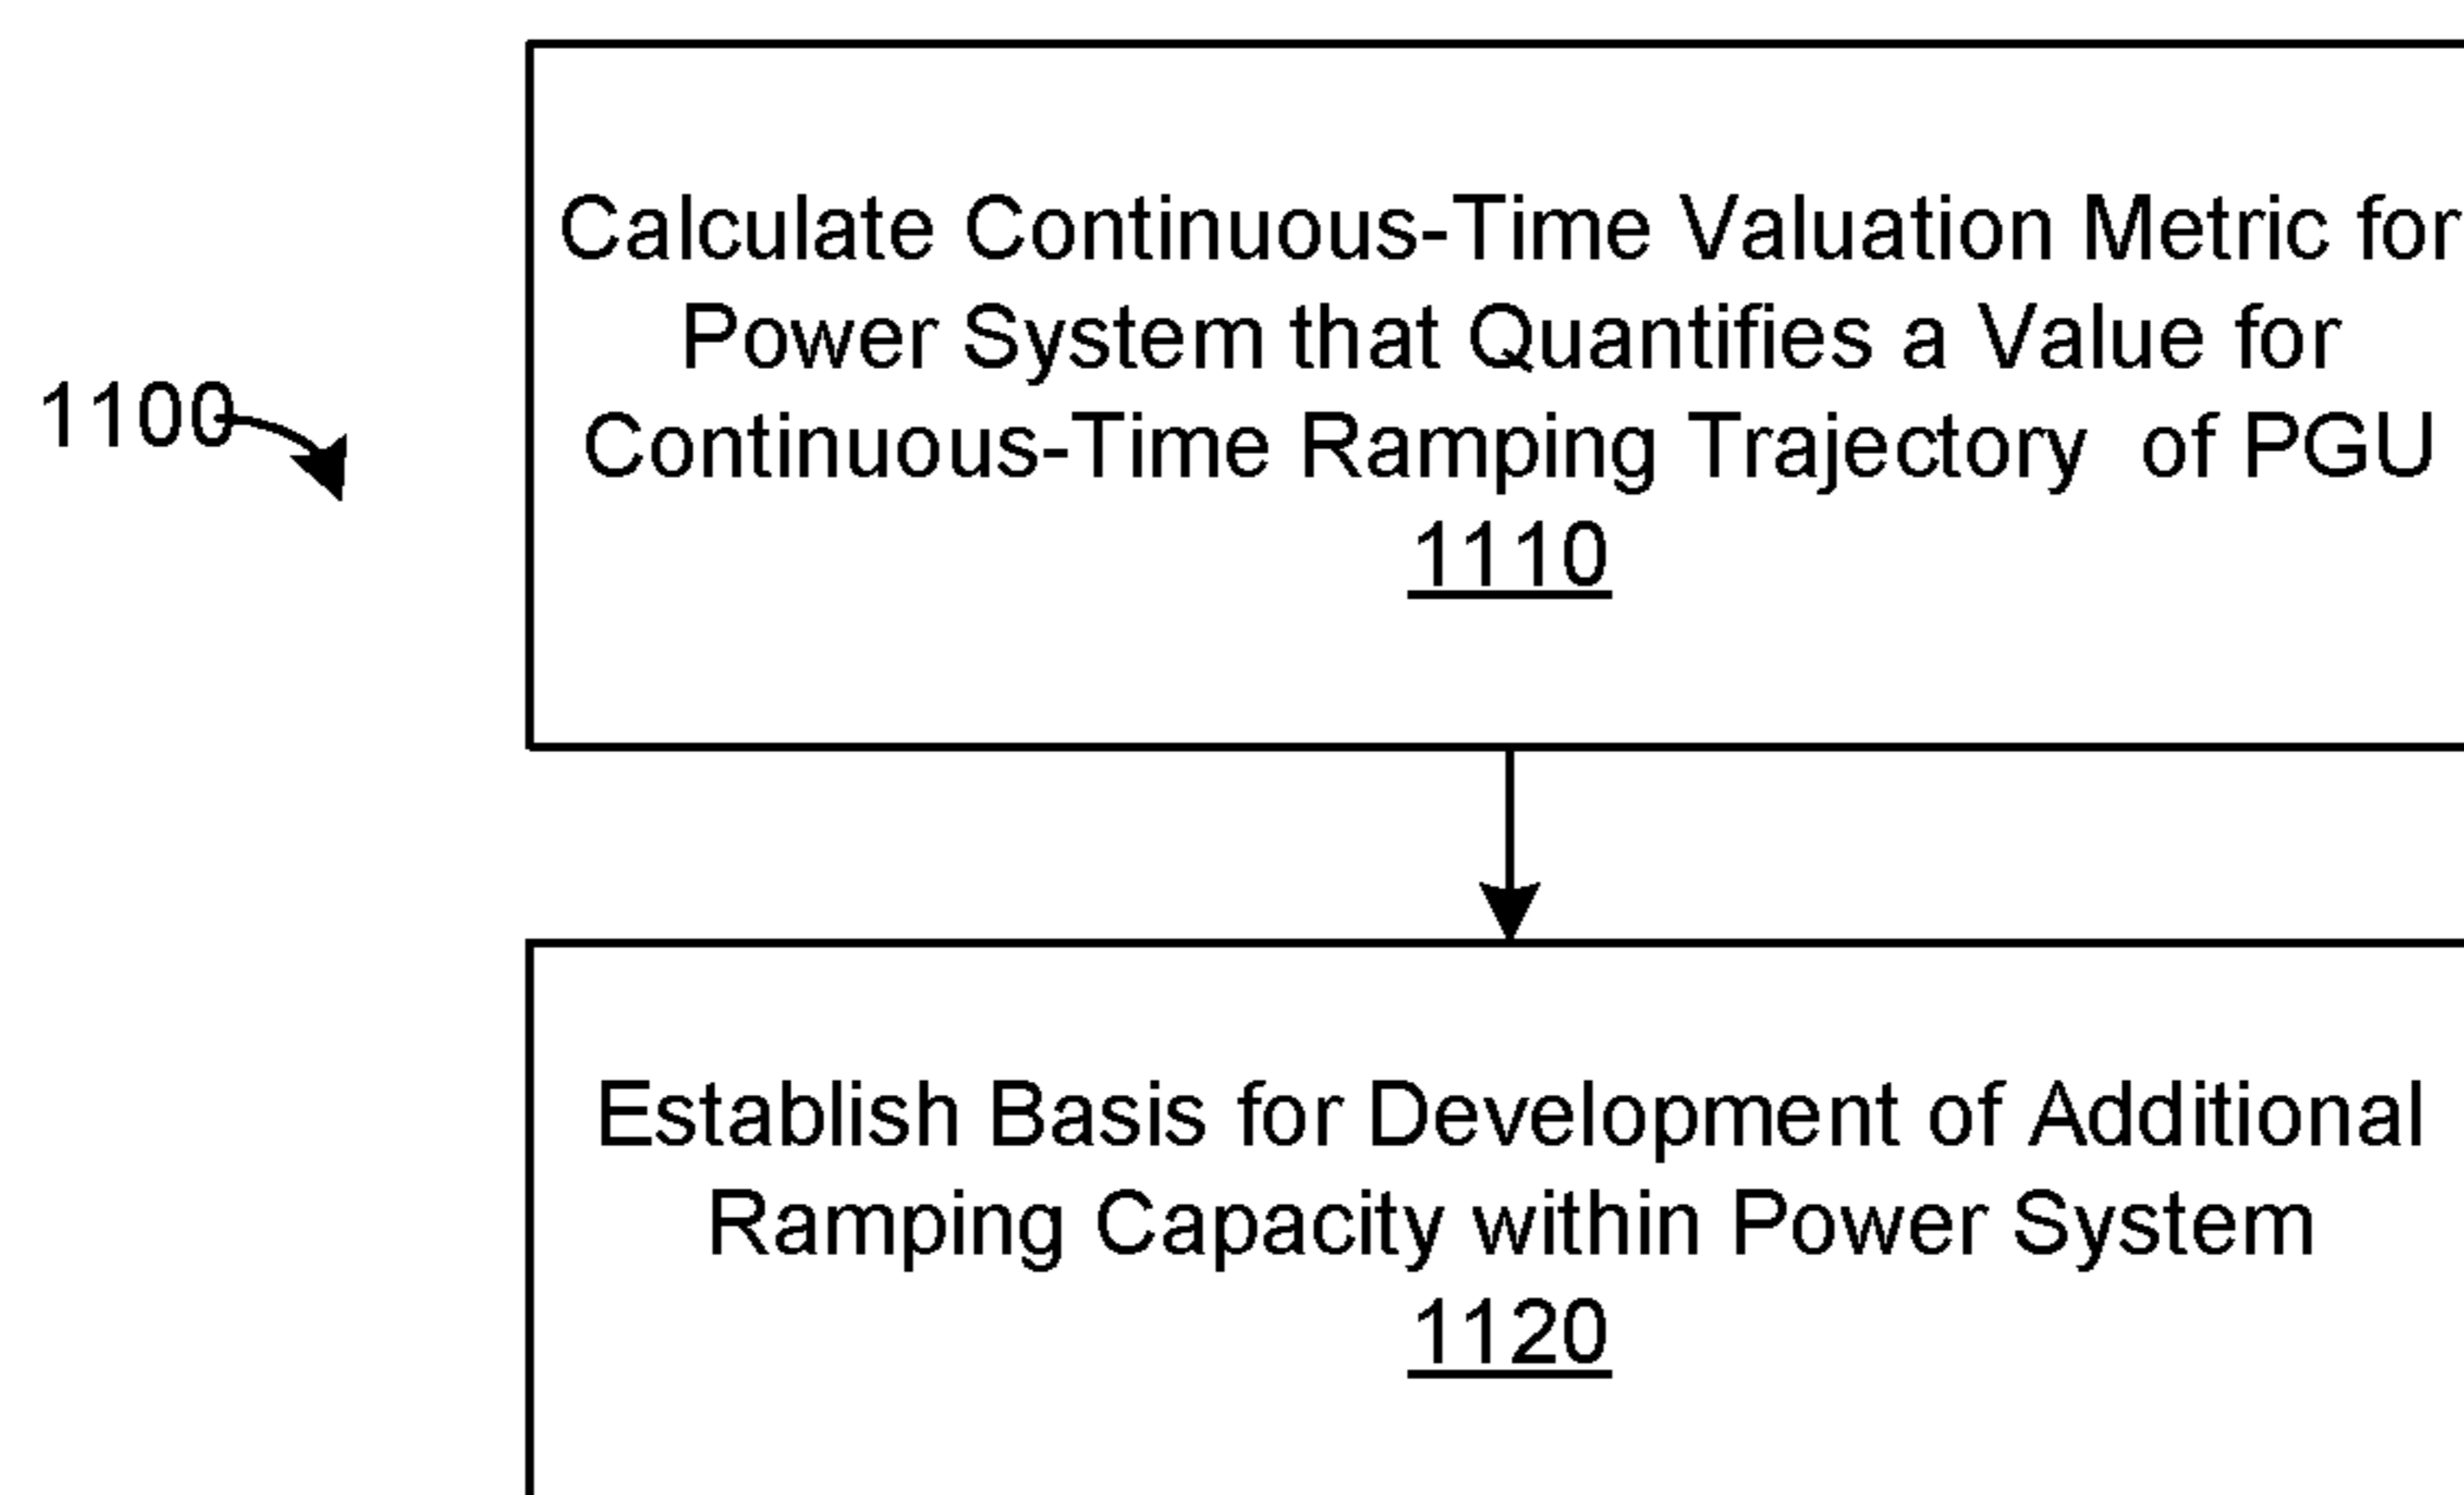 Calculate Continuous-Time Valuation Metric for
Power System that Quantifies a Value for
1100
Continuous-Time Ramping Trajectory of PGU
1110
Establish Basis for Development of Additional
Ramping Capacity within Power System
1120